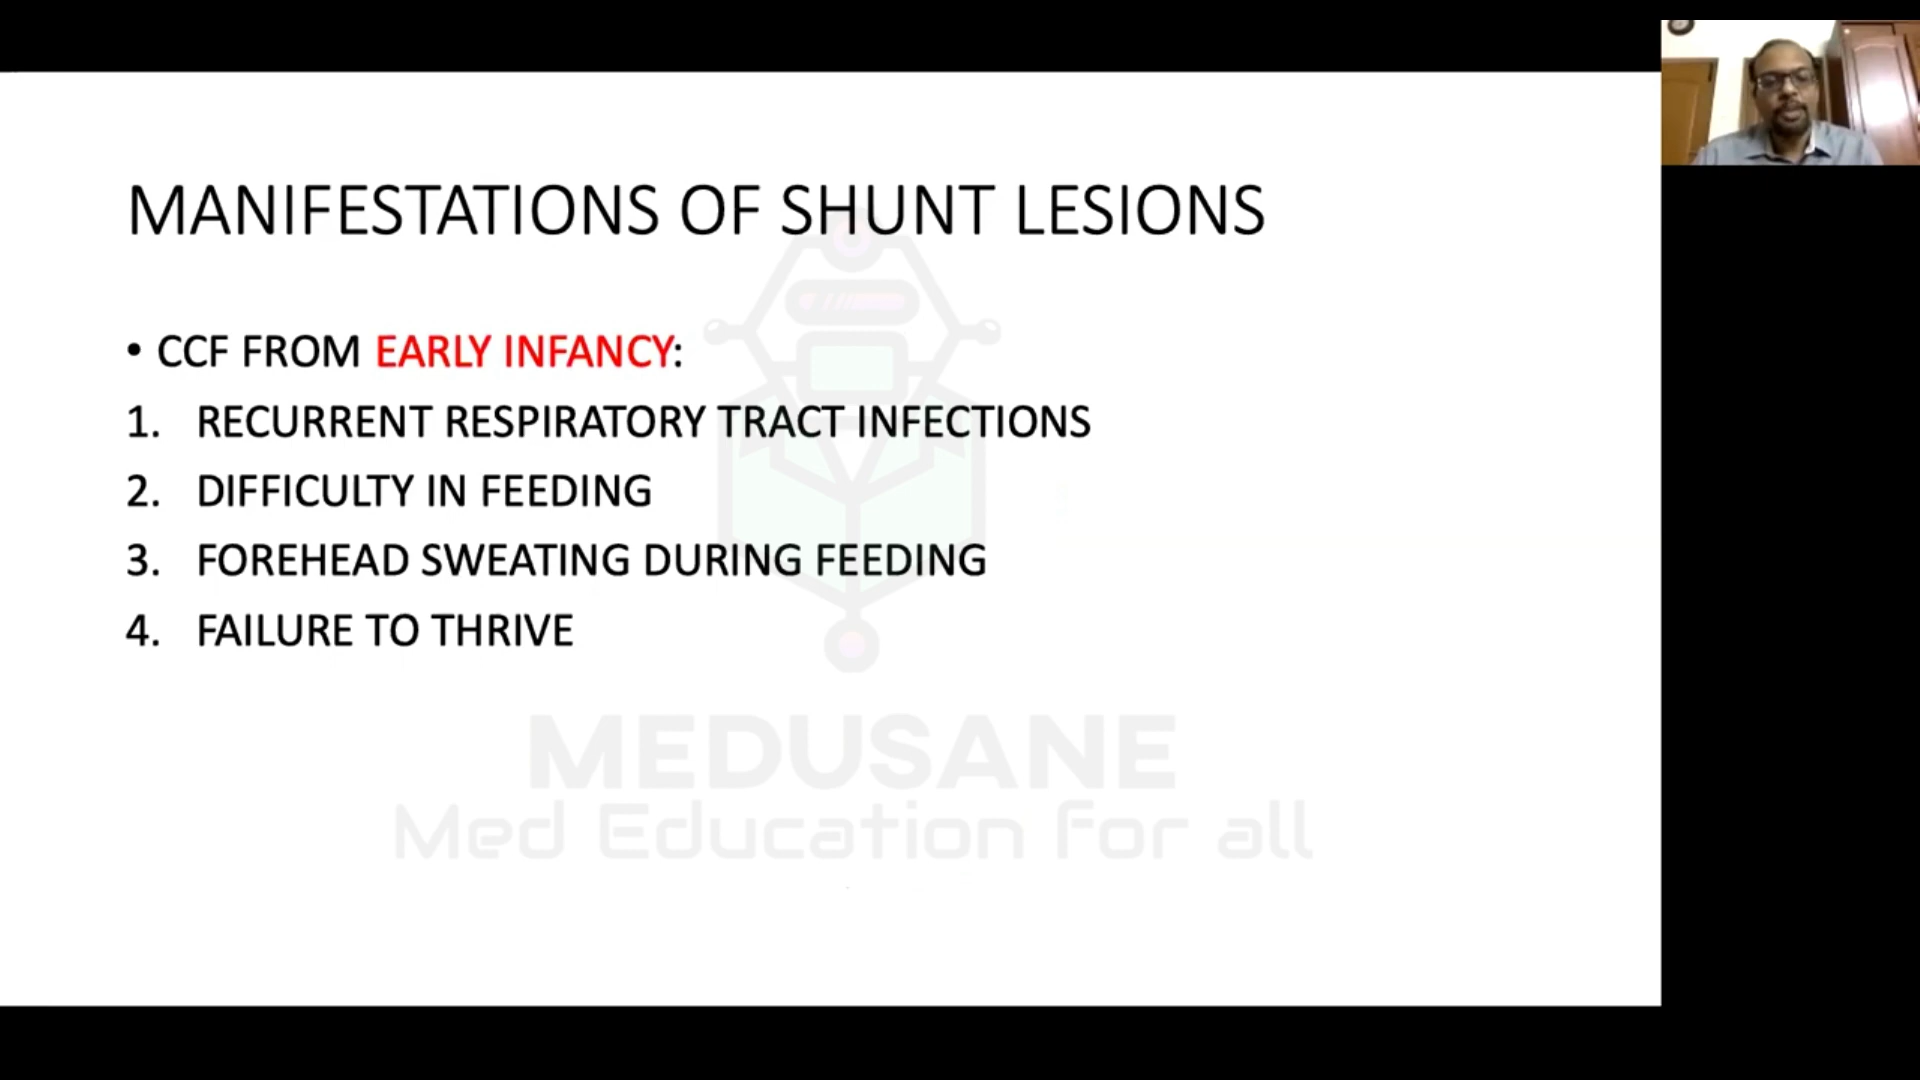 MANIFESTATIONS OF SHUNT LESIONS
• CCF FROM EARLY INFANCY:
1. RECURRENT RESPIRATORY TRACT INFECTIONS
2. DIFFICULTY IN FEEDING
3. FOREHEAD SWEATING DURING FEEDING
4. FAILURE TO THRIVE
MEDUSANE
Med Education for all